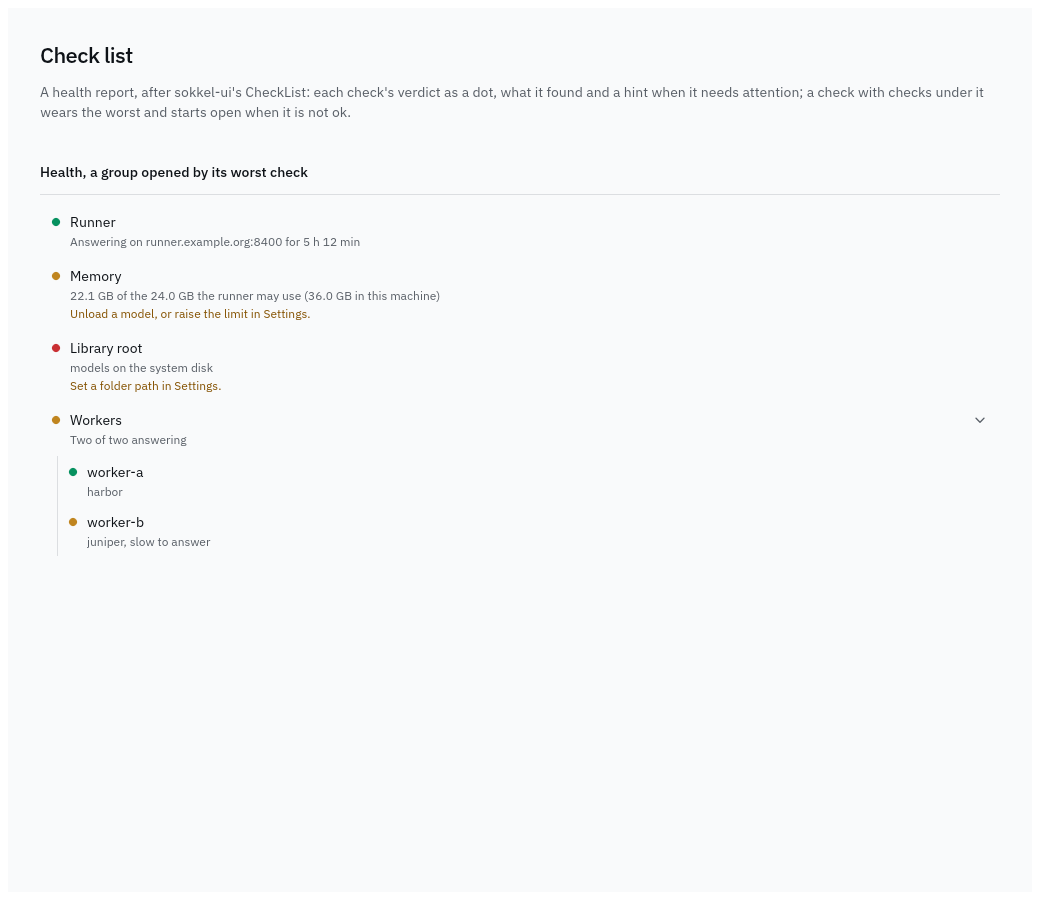 Check list
A health report, after sokkel-ui's CheckList: each check's verdict as a dot, what it found and a hint when it needs attention; a check with checks under it
wears the worst and starts open when it is not ok.
Health, a group opened by its worst check
Runner
Answering on runner.example.org:8400 for 5 h 12 min
Memory
22.1 GB of the 24.0 GB the runner may use (36.0 GB in this machine)
Unload a model, or raise the limit in Settings.
Library root
models on the system disk
Set a folder path in Settings.
Workers
Two of two answering
worker-a
harbor
worker-b
juniper, slow to answer